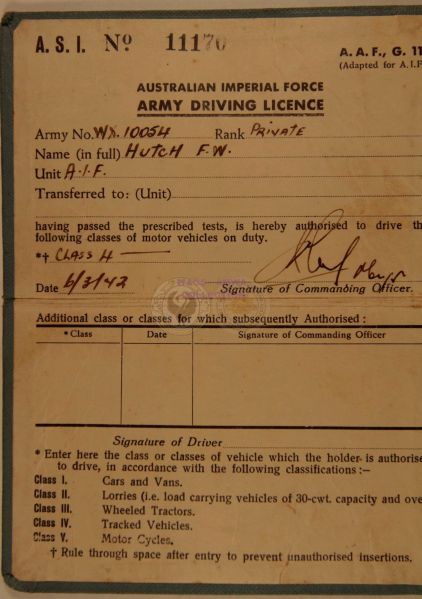 A. S. I. Nº 11170
A. A. F., G. 11
(Adapted for A.I.F
AUSTRALIAN IMPERIAL FORCE
ARMY DRIVING LICENCE
Army No. WX.10054 Rank PRIVATE
Name (in full) HUTCH F.W.
Unit A.I.F.
Transferred to: (Unit)
having passed the prescribed tests, is hereby authorised to drive the
following classes of motor vehicles on duty.
*† CLASS 4 —
Date 6/3/42
Major
Signature of Commanding Officer.
Additional class or classes for which subsequently Authorised :
* Class Date Signature of Commanding Officer
Signature of Driver
* Enter here the class or classes of vehicle which the holder is authorise
to drive, in accordance with the following classifications :—
Class I. Cars and Vans.
Class II. Lorries (i.e. load carrying vehicles of 30-cwt. capacity and ove
Class III. Wheeled Tractors.
Class IV. Tracked Vehicles.
Class V. Motor Cycles.
† Rule through space after entry to prevent unauthorised insertions.